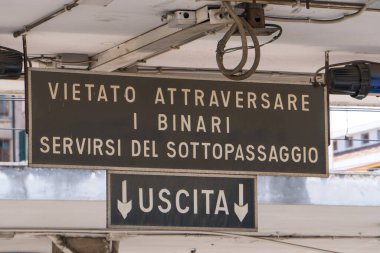 VIETATO ATTRAVERSARE
I BINARI
SERVIRSI DEL SOTTOPASSAGGIO
USCITA